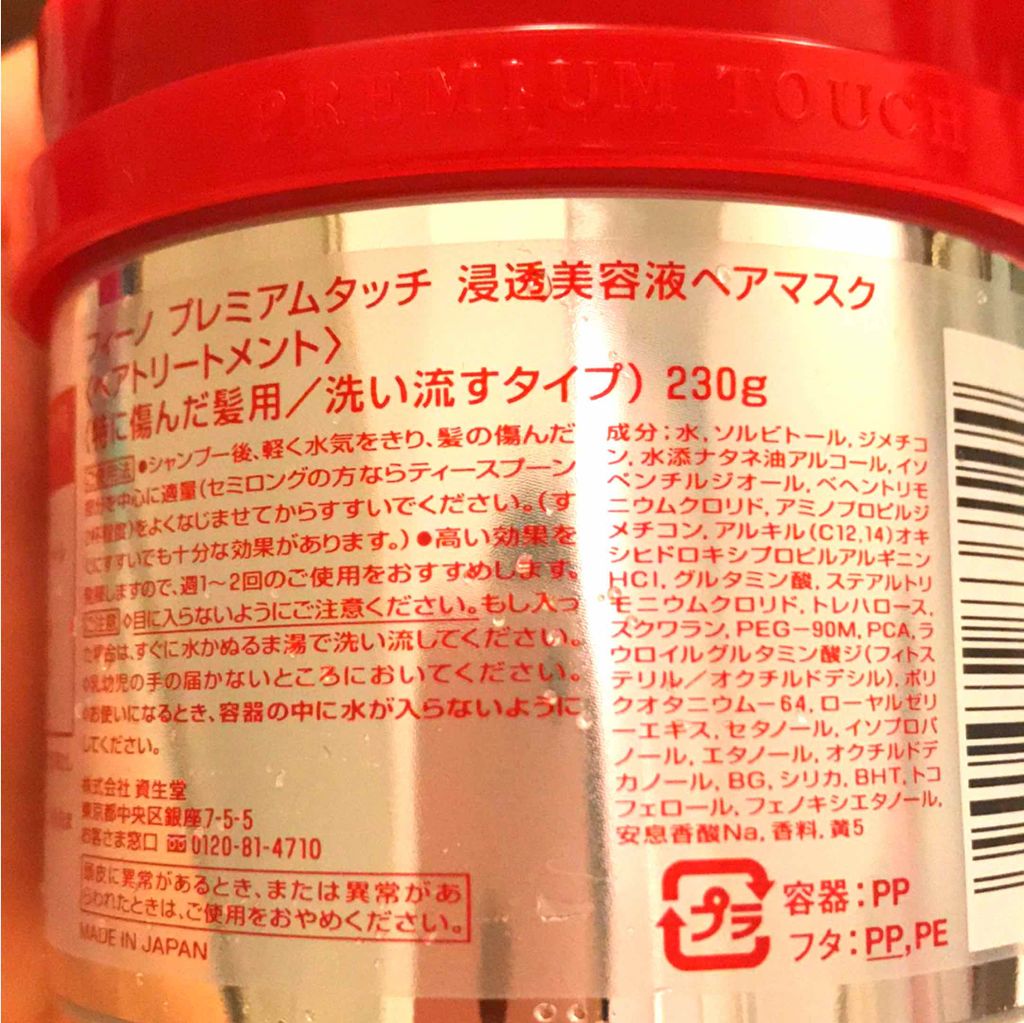 PREMIUM TOUCH
フィーノ プレミアムタッチ 浸透美容液ヘアマスク
〈ヘアトリートメント〉
(特に傷んだ髪用/洗い流すタイプ) 230g
ご使用法 ●シャンプー後、軽く水気をきり、髪の傷んだ
部分を中心に適量(セミロングの方ならティースプーン
2杯程度)をよくなじませてからすすいでください。(す
ぐにすすいでも十分な効果があります。)●高い効果を
発揮しますので、週1~2回のご使用をおすすめします。
ご注意 ◇目に入らないようにご注意ください。もし入っ
た場合は、すぐに水かぬるま湯で洗い流してください。
◇乳幼児の手の届かないところにおいてください。
◇お使いになるとき、容器の中に水が入らないように
してください。
株式会社 資生堂
東京都中央区銀座7-5-5
お客さま窓口 0120-81-4710
頭皮に異常があるとき、または異常があ
らわれたときは、ご使用をおやめください。
MADE IN JAPAN
成分:水,ソルビトール,ジメチコ
ン,水添ナタネ油アルコール,イソ
ペンチルジオール,ベヘントリモ
ニウムクロリド,アミノプロピルジ
メチコン,アルキル(C12,14)オキ
シヒドロキシプロピルアルギニン
HCl,グルタミン酸,ステアルトリ
モニウムクロリド,トレハロース,
スクワラン,PEG-90M,PCA,ラ
ウロイルグルタミン酸ジ(フィトス
テリル/オクチルドデシル),ポリ
クオタニウム-64,ローヤルゼリ
ーエキス,セタノール,イソプロパ
ノール,エタノール,オクチルドデ
カノール,BG,シリカ,BHT,トコ
フェロール,フェノキシエタノール,
安息香酸Na,香料,黄5
プラ
容器:PP
フタ:PP,PE